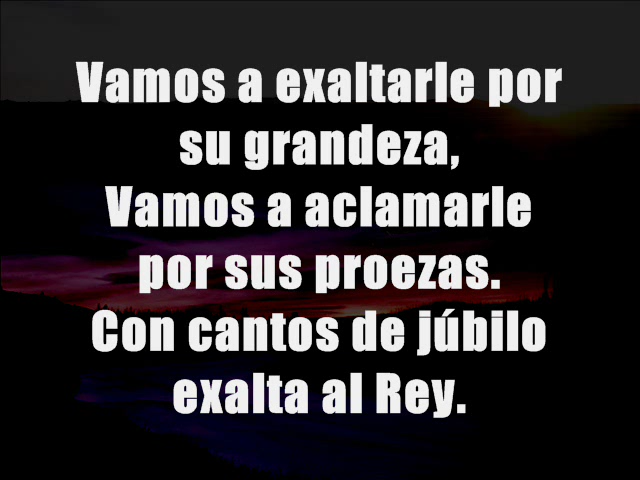 Vamos a exaltarle por
su grandeza,
Vamos a aclamarle
por sus proezas.
Con cantos de júbilo
exalta al Rey.